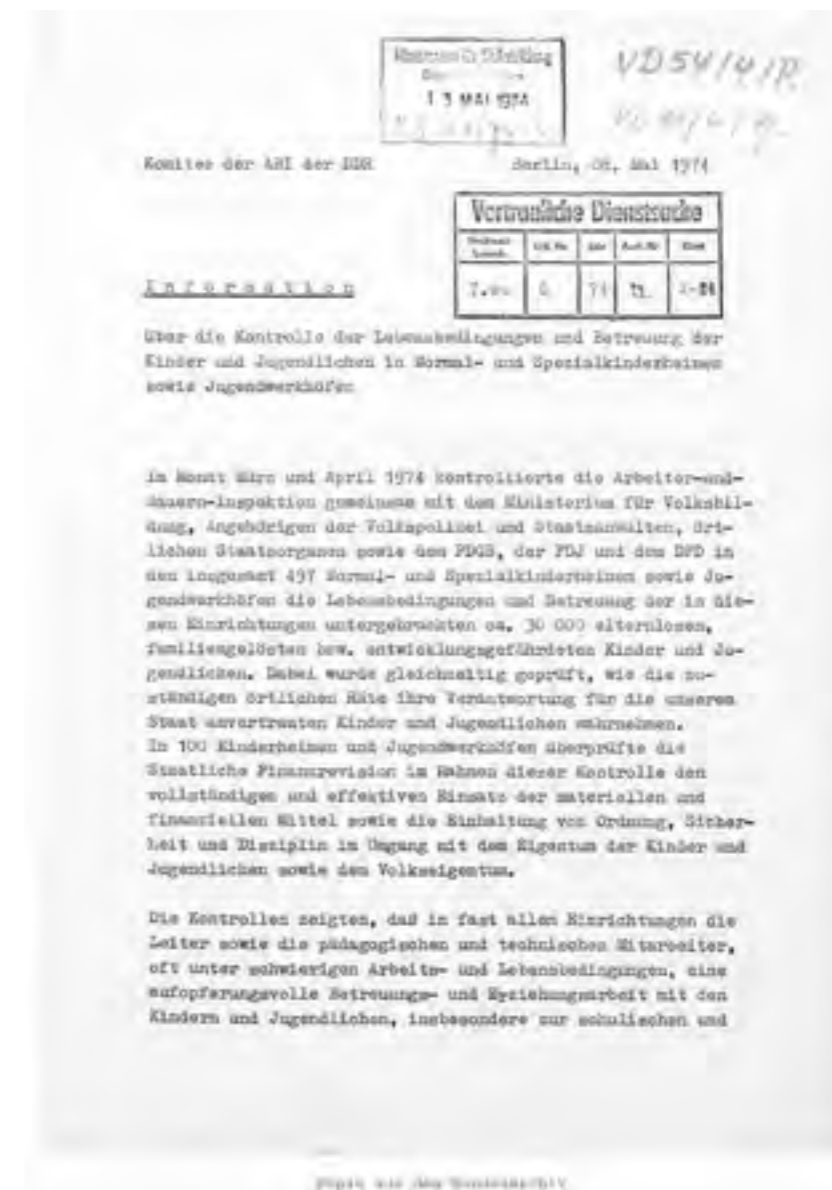 13 MAI 1974
VD 54/4/R
Komitee der ABI der DDR
Berlin, 08. Mai 1974
Vertrauliche Dienstsache
Information
über die Kontrolle der Lebensbedingungen und Betreuung der
Kinder und Jugendlichen in Normal- und Spezialkinderheimen
sowie Jugendwerkhöfen
Im Monat März und April 1974 kontrollierte die Arbeiter-und-
Bauern-Inspektion gemeinsam mit dem Ministerium für Volksbil-
dung, Angehörigen der Volkspolizei und Staatsanwälten, ört-
lichen Staatsorganen sowie dem FDGB, der FDJ und dem DFD in
den insgesamt 497 Normal- und Spezialkinderheimen sowie Ju-
gendwerkhöfen die Lebensbedingungen und Betreuung der in die-
sen Einrichtungen untergebrachten ca. 30 000 elternlosen,
familiengelösten bzw. entwicklungsgefährdeten Kinder und Ju-
gendlichen. Dabei wurde gleichzeitig geprüft, wie die zu-
ständigen örtlichen Räte ihre Verantwortung für die unserem
Staat anvertrauten Kinder und Jugendlichen wahrnehmen.
In 100 Kinderheimen und Jugendwerkhöfen überprüfte die
Staatliche Finanzrevision im Rahmen dieser Kontrolle den
vollständigen und effektiven Einsatz der materiellen und
finanziellen Mittel sowie die Einhaltung von Ordnung, Sicher-
heit und Disziplin im Umgang mit dem Eigentum der Kinder und
Jugendlichen sowie dem Volkseigentum.
Die Kontrollen zeigten, daß in fast allen Einrichtungen die
Leiter sowie die pädagogischen und technischen Mitarbeiter,
oft unter schwierigen Arbeits- und Lebensbedingungen, eine
aufopferungsvolle Betreuungs- und Erziehungsarbeit mit den
Kindern und Jugendlichen, insbesondere zur schulischen und
Kopie aus dem Bundesarchiv